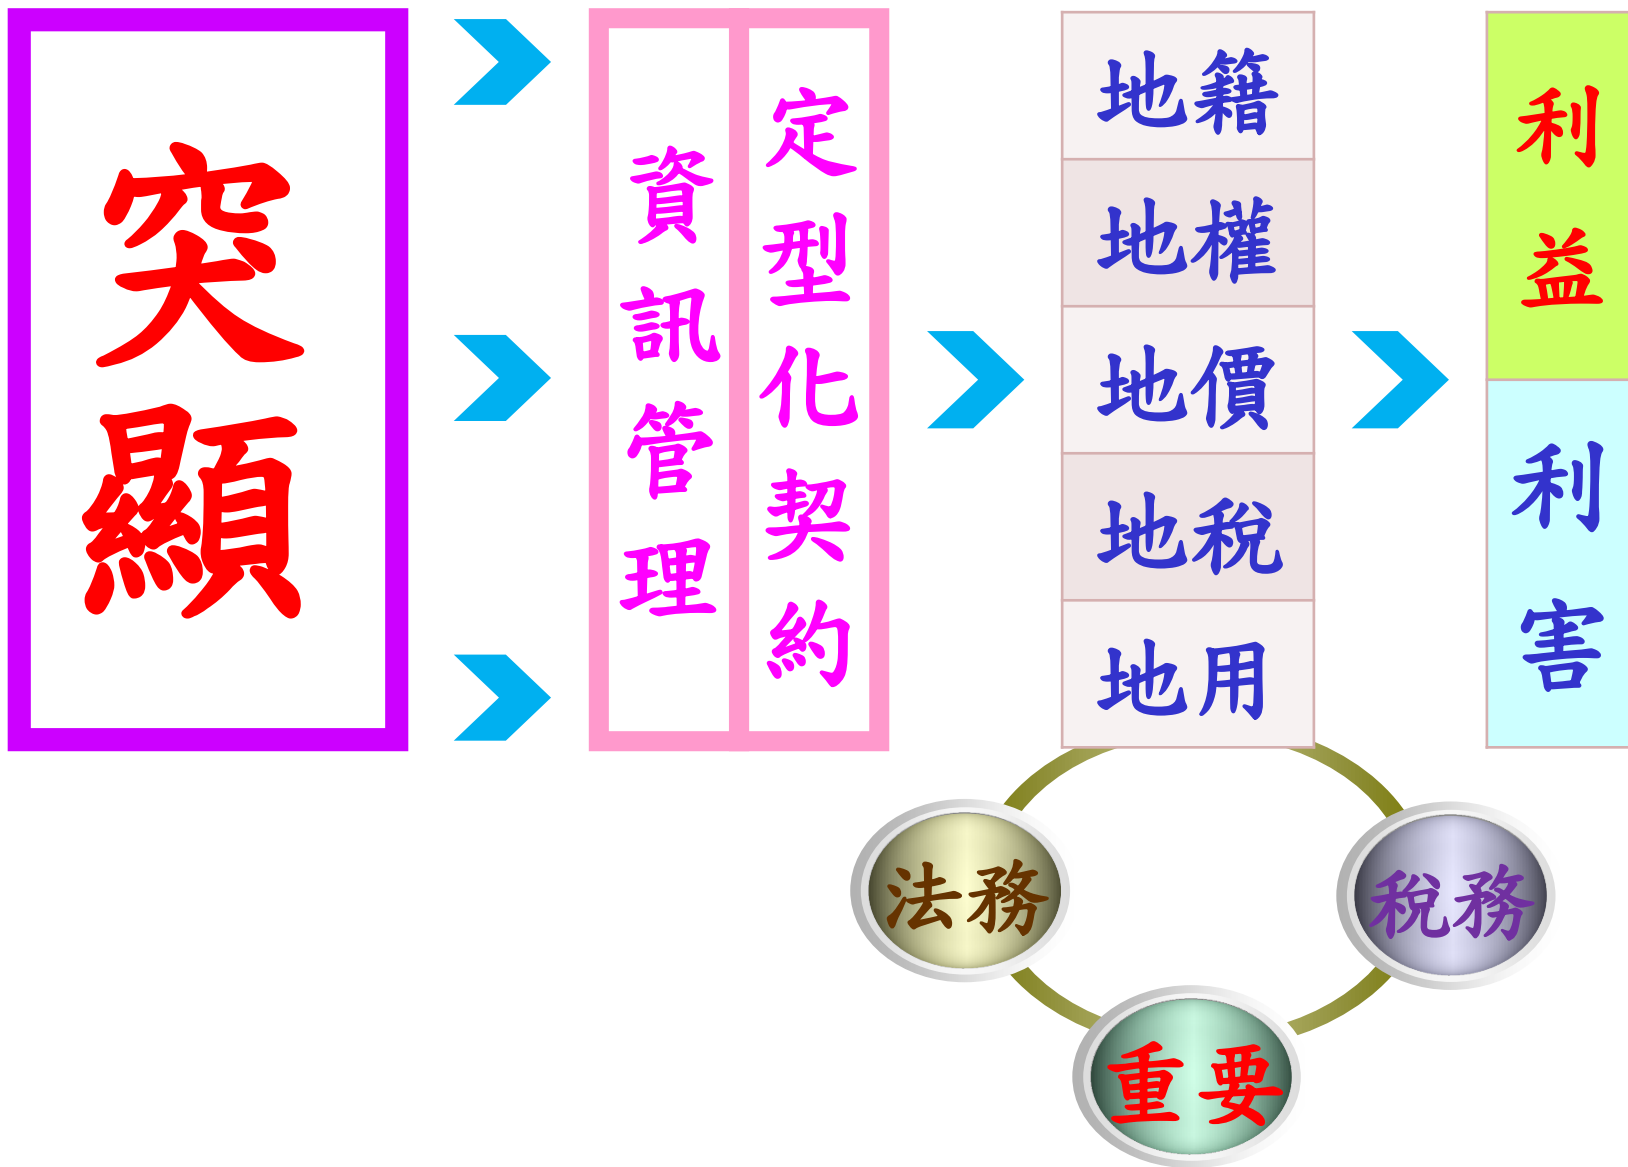 突顯
資訊管理
定型化契約
地籍
地權
地價
地稅
地用
利益
利害
法務
稅務
重要